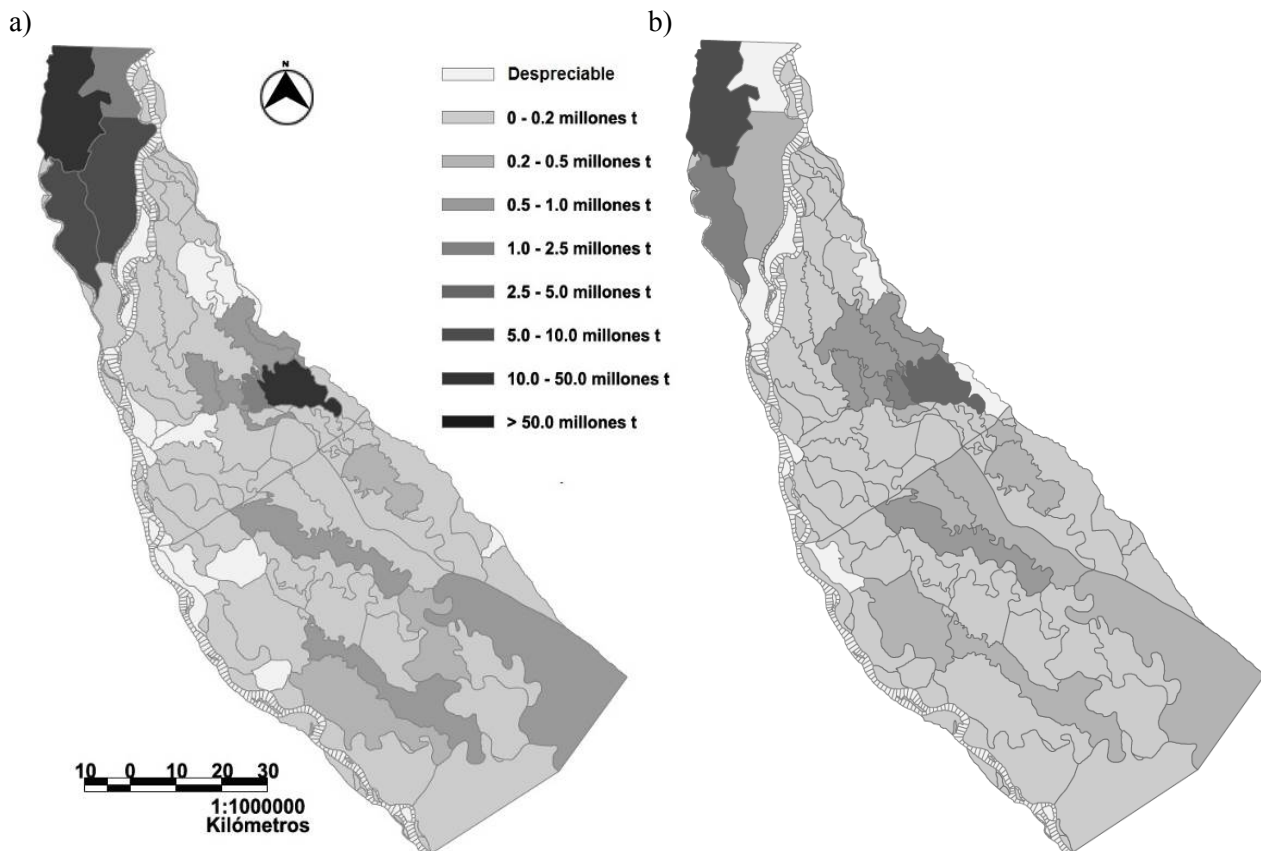 a)
b)
N
Despreciable
0 - 0.2 millones t
0.2 - 0.5 millones t
0.5 - 1.0 millones t
1.0 - 2.5 millones t
2.5 - 5.0 millones t
5.0 - 10.0 millones t
10.0 - 50.0 millones t
> 50.0 millones t
10 0 10 20 30
1:1000000
Kilómetros